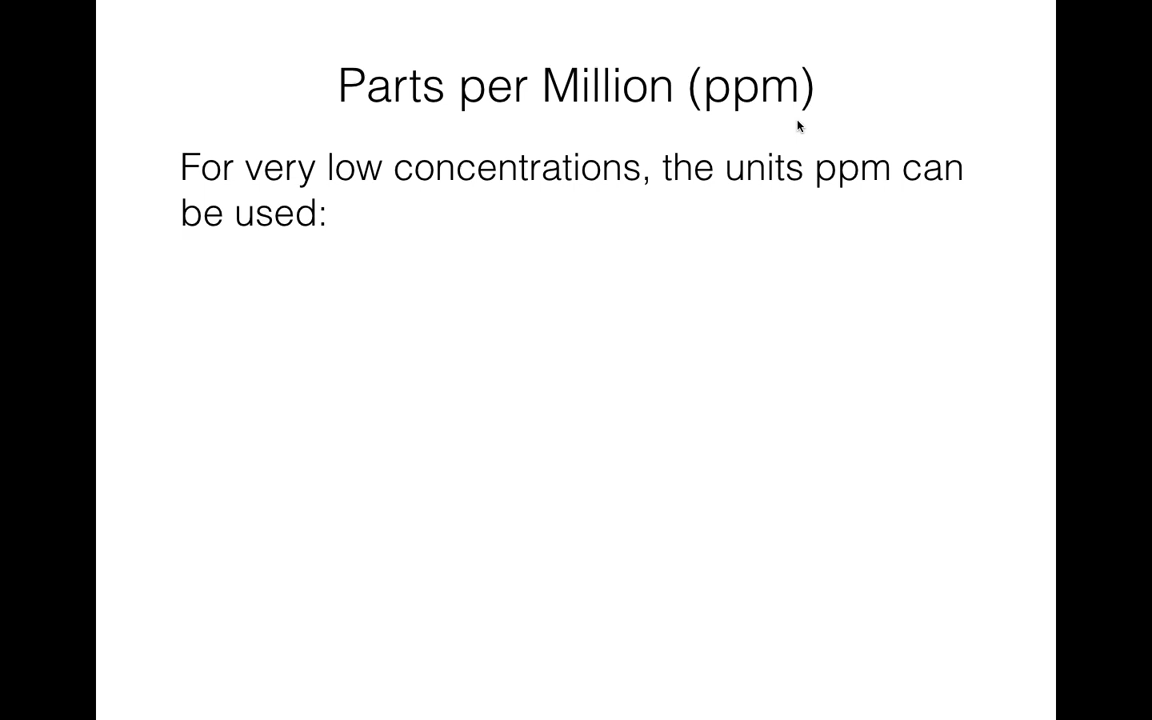 Parts per Million (ppm)
For very low concentrations, the units ppm can
be used: